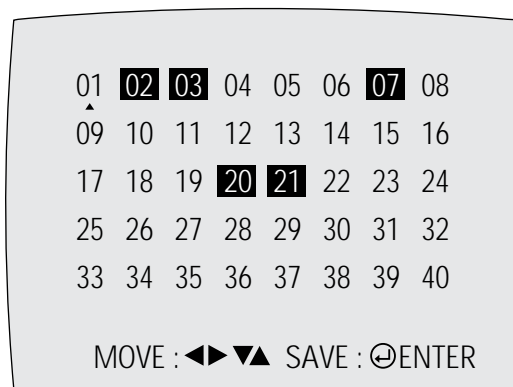 01 02 03 04 05 06 07 08
09 10 11 12 13 14 15 16
17 18 19 20 21 22 23 24
25 26 27 28 29 30 31 32
33 34 35 36 37 38 39 40
MOVE : ◀▶ ▼▲ SAVE : ⏎ENTER